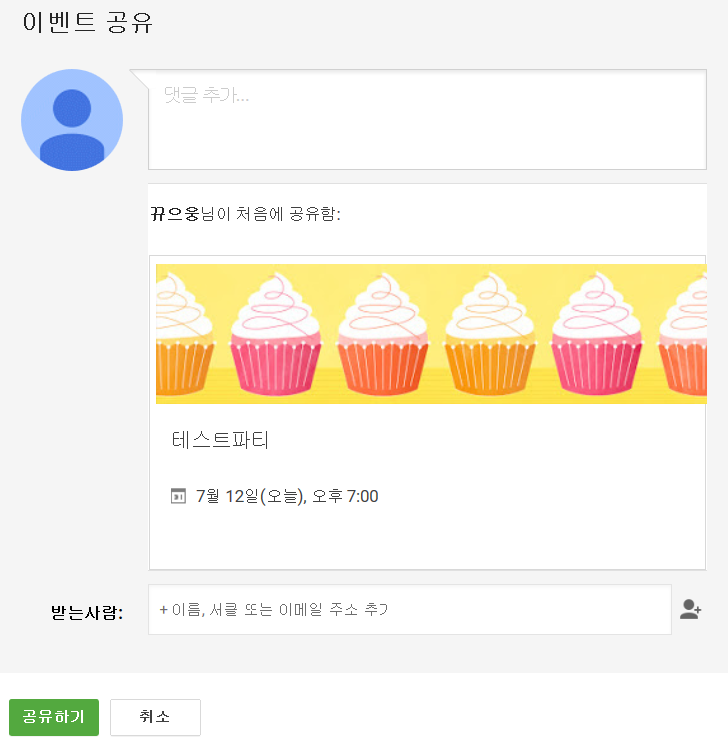 이벤트 공유
댓글 추가...
뀨으웅님이 처음에 공유함:
테스트파티
31 7월 12일(오늘), 오후 7:00
받는사람: + 이름, 서클 또는 이메일 주소 추가
공유하기 취소